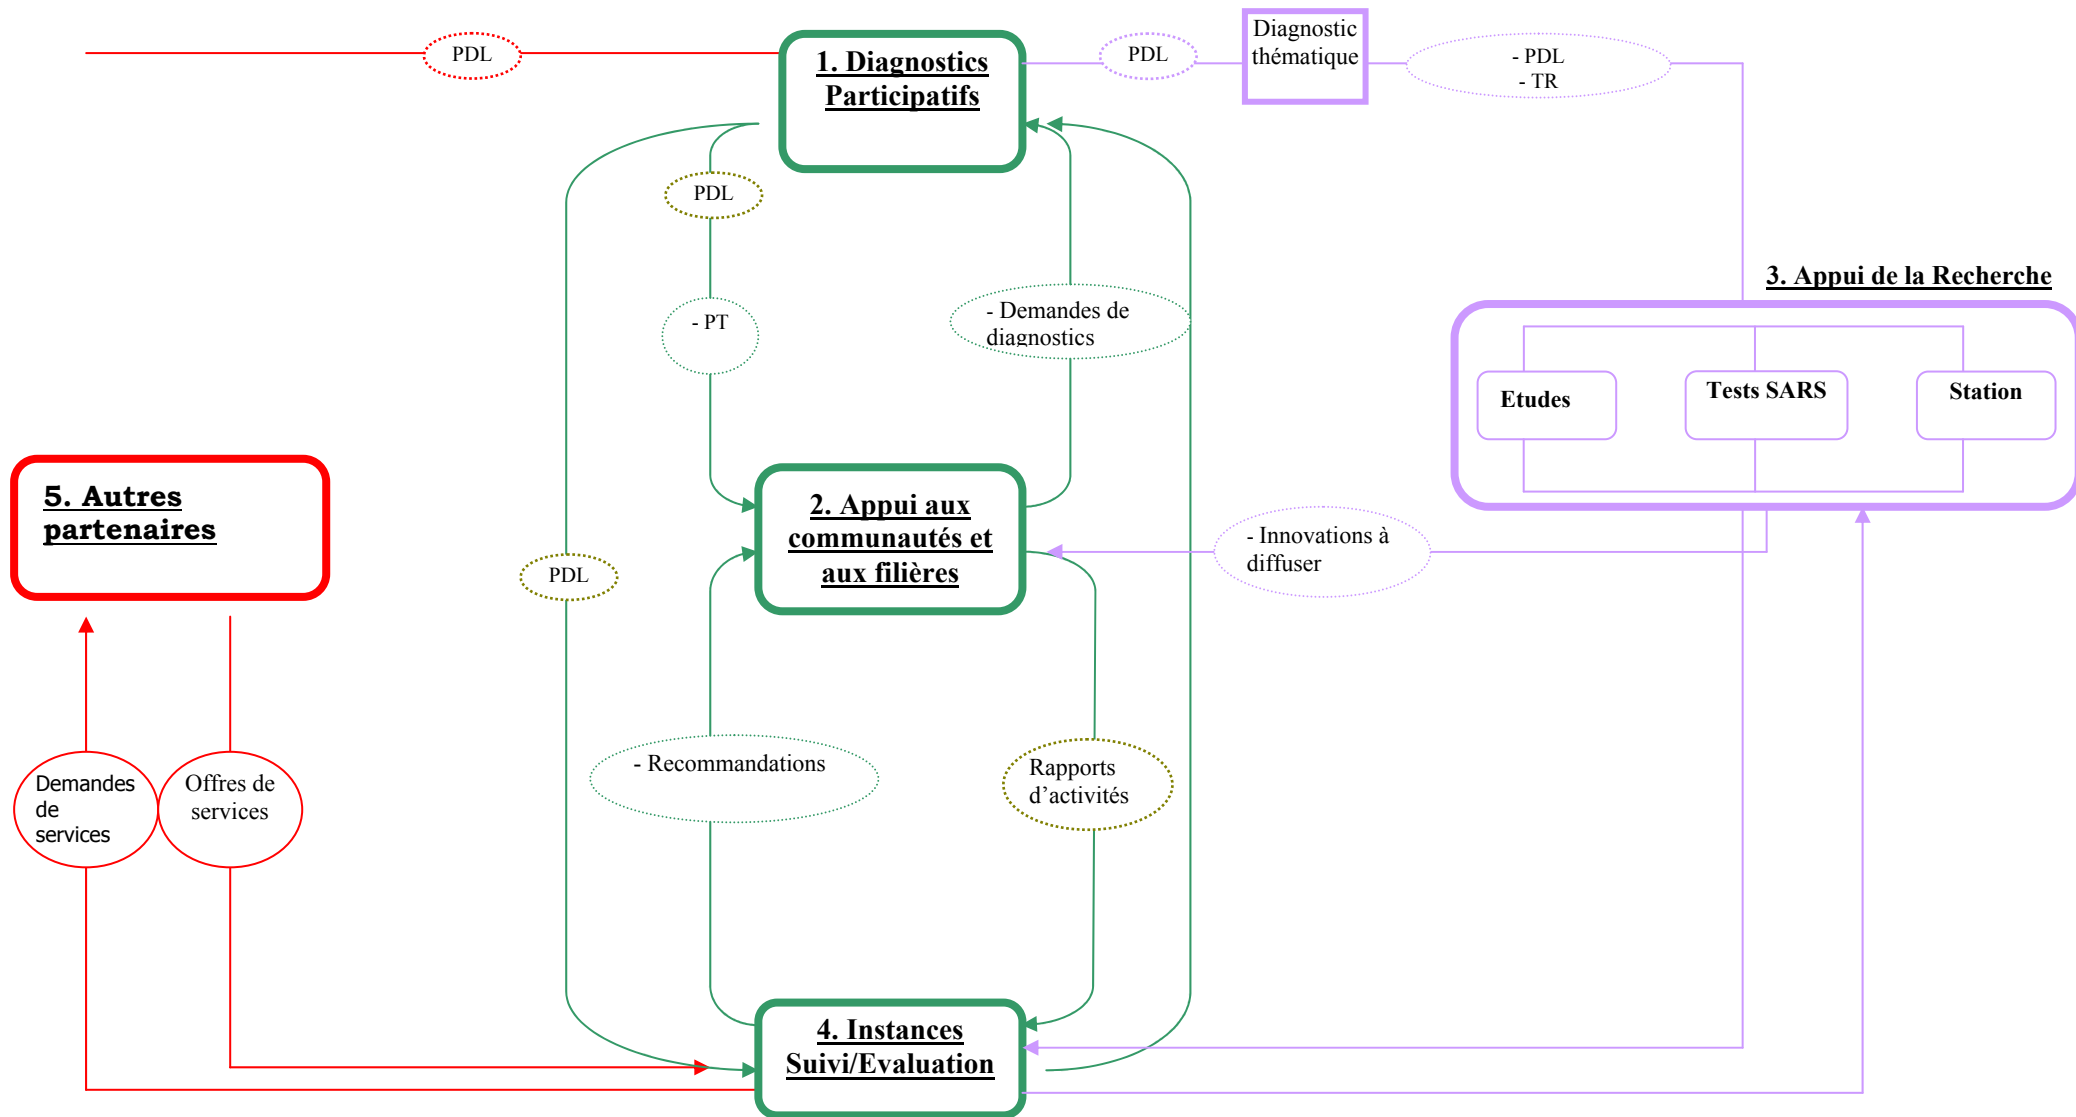 PDL
1. Diagnostics
Participatifs
PDL
Diagnostic
thématique
- PDL
- TR
PDL
- PT
- Demandes de
diagnostics
3. Appui de la Recherche
Etudes
Tests SARS
Station
5. Autres
partenaires
2. Appui aux
communautés et
aux filières
- Innovations à
diffuser
PDL
- Recommandations
Rapports
d’activités
Demandes
de
services
Offres de
services
4. Instances
Suivi/Evaluation